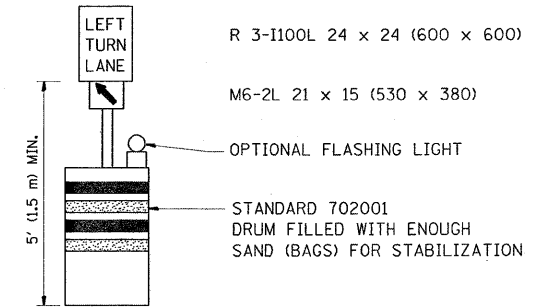 LEFT
TURN
LANE
R 3-I100L 24 x 24 (600 x 600)
M6-2L 21 x 15 (530 x 380)
OPTIONAL FLASHING LIGHT
5' (1.5 m) MIN.
STANDARD 702001
DRUM FILLED WITH ENOUGH
SAND (BAGS) FOR STABILIZATION